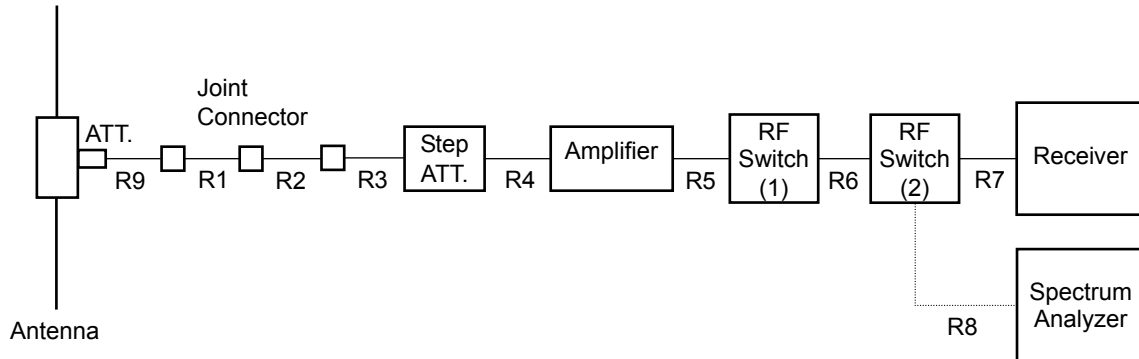 Joint
Connector
ATT.
R9
R1
R2
R3
Step
ATT.
R4
Amplifier
R5
RF
Switch
(1)
R6
RF
Switch
(2)
R7
Receiver
Spectrum
Analyzer
R8
Antenna